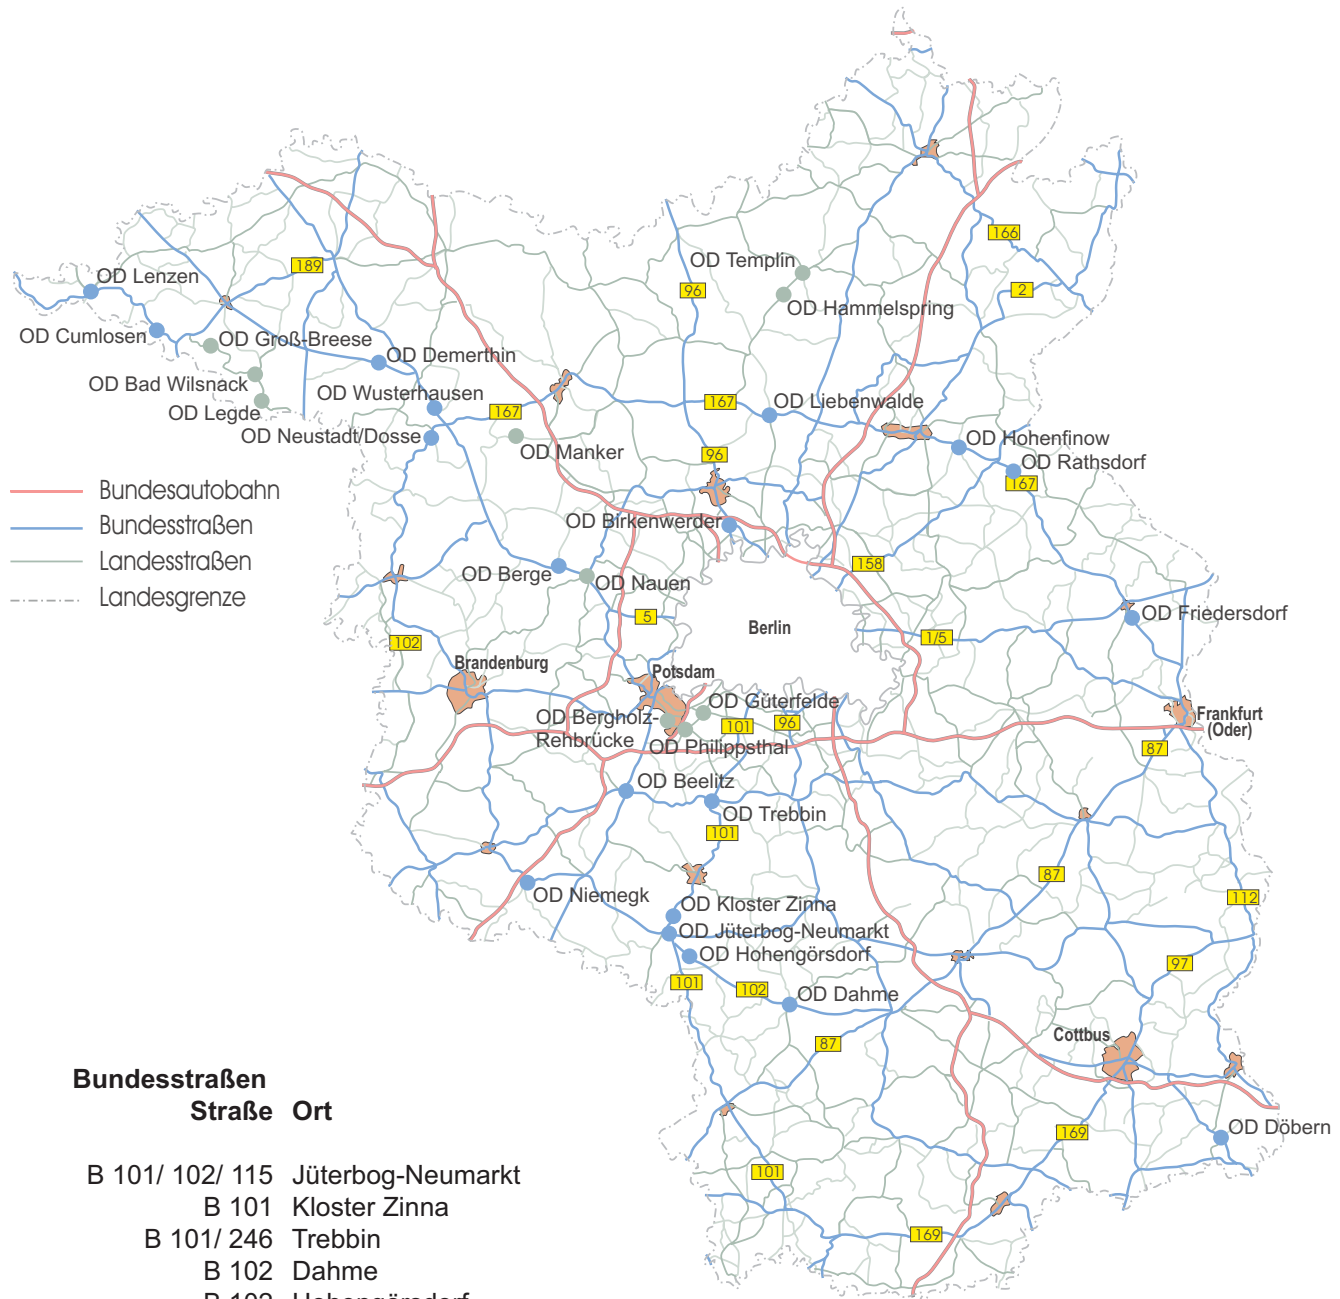 166
189
OD Templin
OD Lenzen
96
2
OD Hammelspring
OD Cumlosen
OD Groß-Breese
OD Demerthin
OD Bad Wilsnack
OD Wusterhausen
167
167
OD Liebenwalde
OD Legde
OD Neustadt/Dosse
OD Manker
96
OD Hohenfinow
OD Rathsdorf
167
Bundesautobahn
Bundesstraßen
Landesstraßen
Landesgrenze
OD Birkenwerder
158
OD Berge
OD Nauen
5
Berlin
1/5
OD Friedersdorf
102
Brandenburg
Potsdam
OD Güterfelde
OD Bergholz-
Rehbrücke
101
96
OD Philippsthal
Frankfurt
(Oder)
87
OD Beelitz
OD Trebbin
101
87
OD Niemegk
OD Kloster Zinna
112
OD Jüterbog-Neumarkt
OD Hohengörsdorf
97
101
102
OD Dahme
87
Cottbus
169
OD Döbern
101
169
Bundesstraßen
Straße Ort
B 101/ 102/ 115 Jüterbog-Neumarkt
B 101 Kloster Zinna
B 101/ 246 Trebbin
B 102 Dahme
B 102 Hohengörsdorf